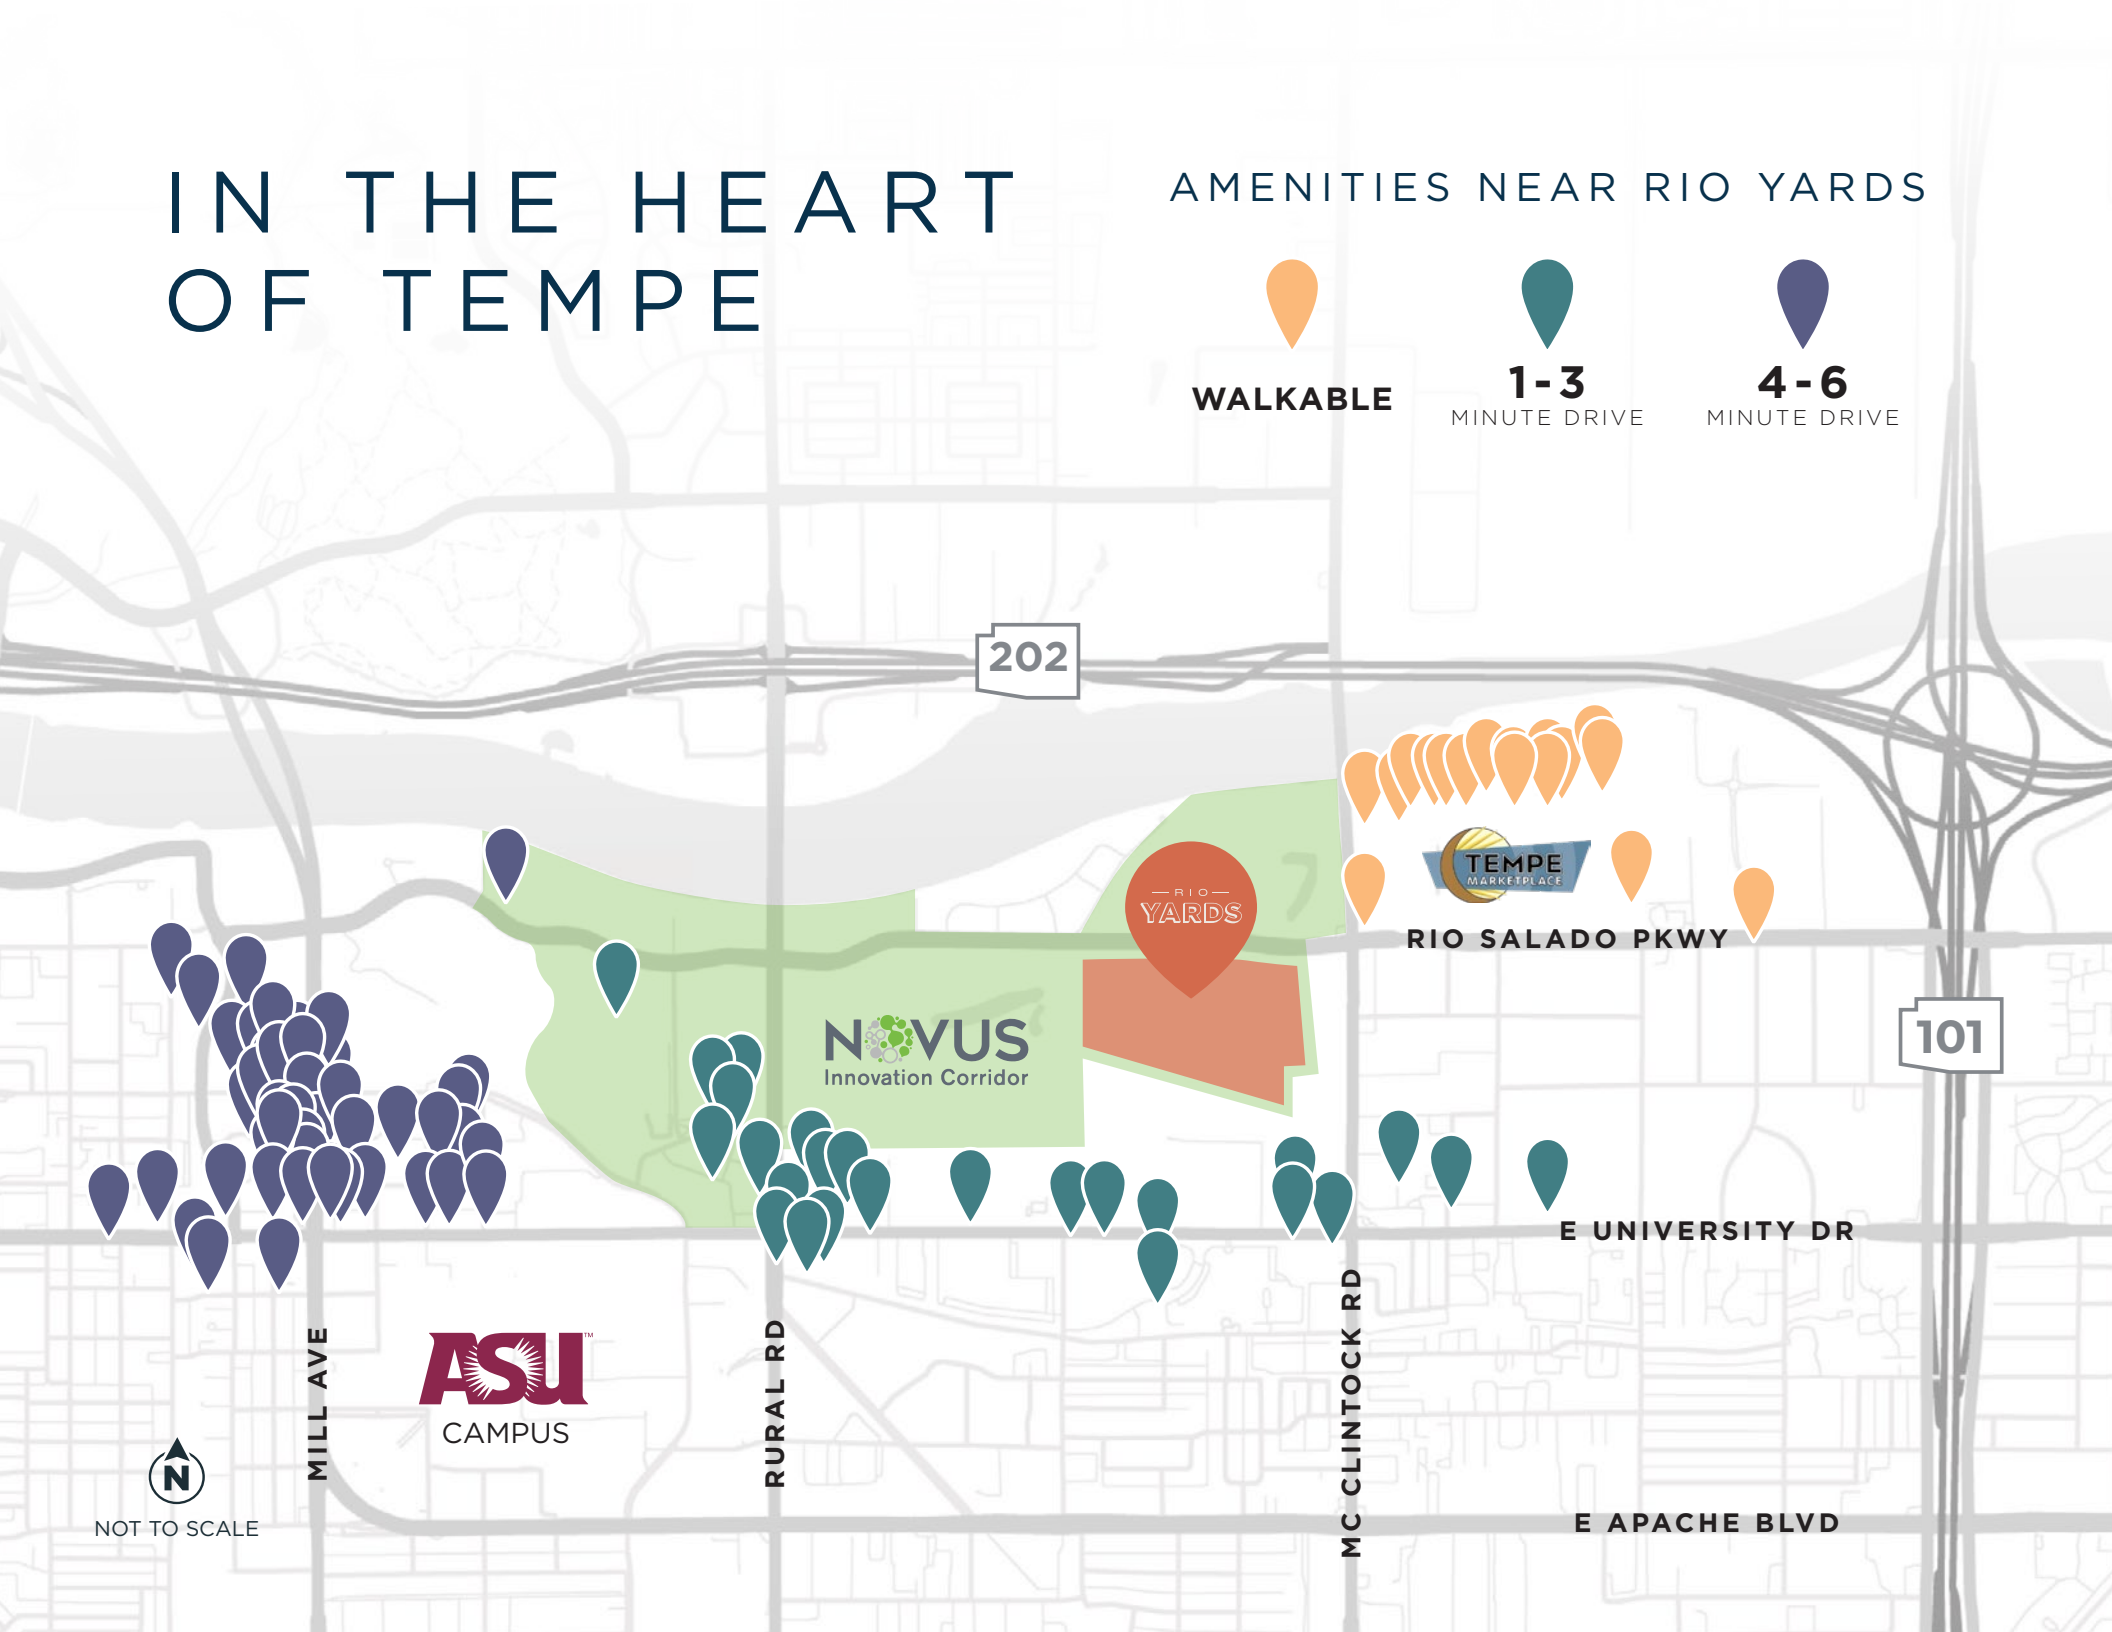 IN THE HEART
OF TEMPE
AMENITIES NEAR RIO YARDS
WALKABLE
1-3
MINUTE DRIVE
4-6
MINUTE DRIVE
202
RIO
YARDS
TEMPE
MARKETPLACE
RIO SALADO PKWY
NOVUS
Innovation Corridor
101
E UNIVERSITY DR
MILL AVE
ASU
TM
CAMPUS
RURAL RD
MC CLINTOCK RD
N
NOT TO SCALE
E APACHE BLVD